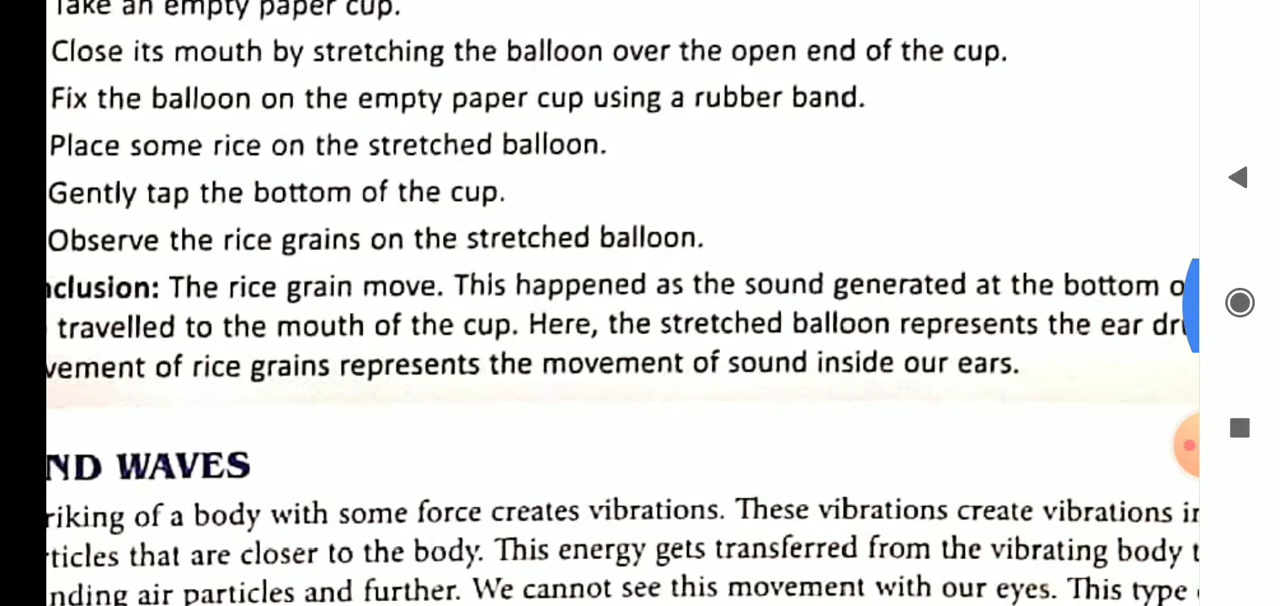 Take an empty paper cup.
Close its mouth by stretching the balloon over the open end of the cup.
Fix the balloon on the empty paper cup using a rubber band.
Place some rice on the stretched balloon.
Gently tap the bottom of the cup.
Observe the rice grains on the stretched balloon.
nclusion: The rice grain move. This happened as the sound generated at the bottom o
travelled to the mouth of the cup. Here, the stretched balloon represents the ear dr
vement of rice grains represents the movement of sound inside our ears.
ND WAVES
riking of a body with some force creates vibrations. These vibrations create vibrations in
ticles that are closer to the body. This energy gets transferred from the vibrating body t
nding air particles and further. We cannot see this movement with our eyes. This type